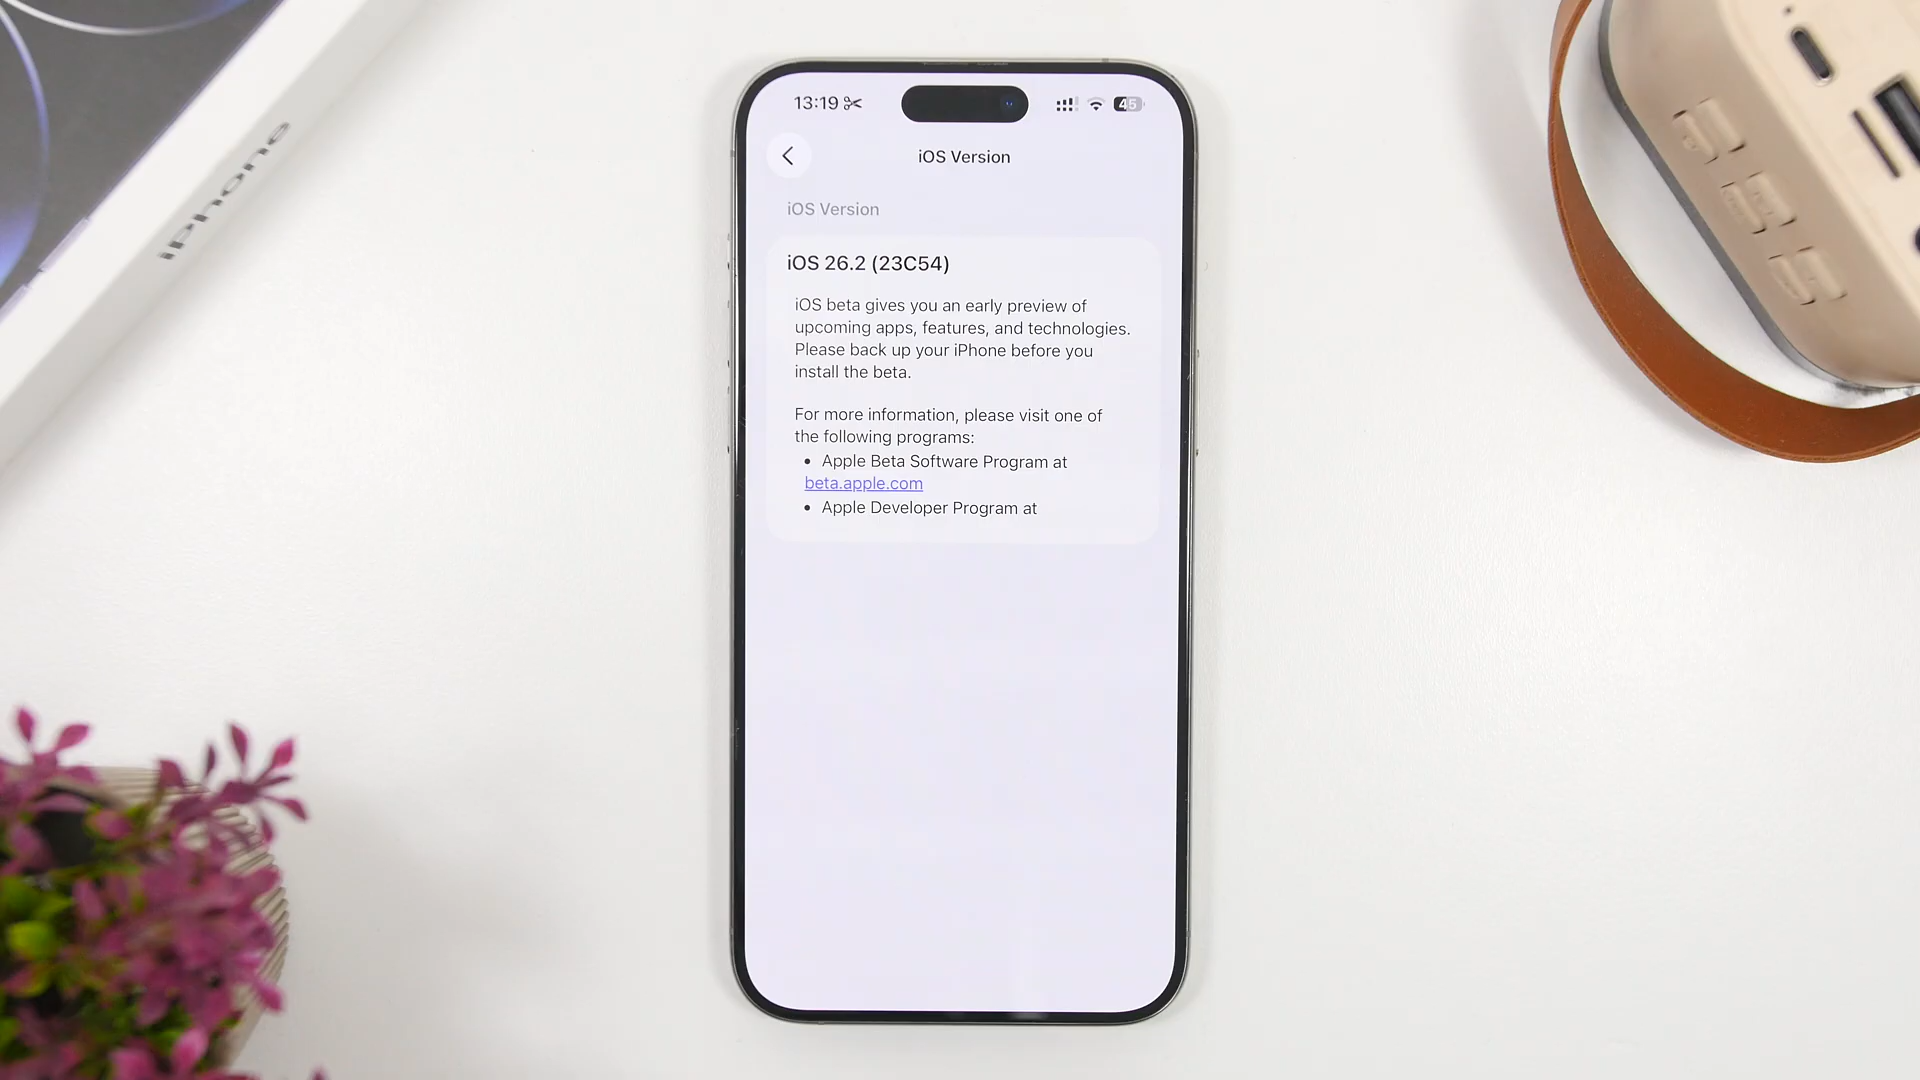 iPhone
13:19
45
iOS Version
iOS Version
iOS 26.2 (23C54)
iOS beta gives you an early preview of
upcoming apps, features, and technologies.
Please back up your iPhone before you
install the beta.
For more information, please visit one of
the following programs:
• Apple Beta Software Program at
beta.apple.com
• Apple Developer Program at